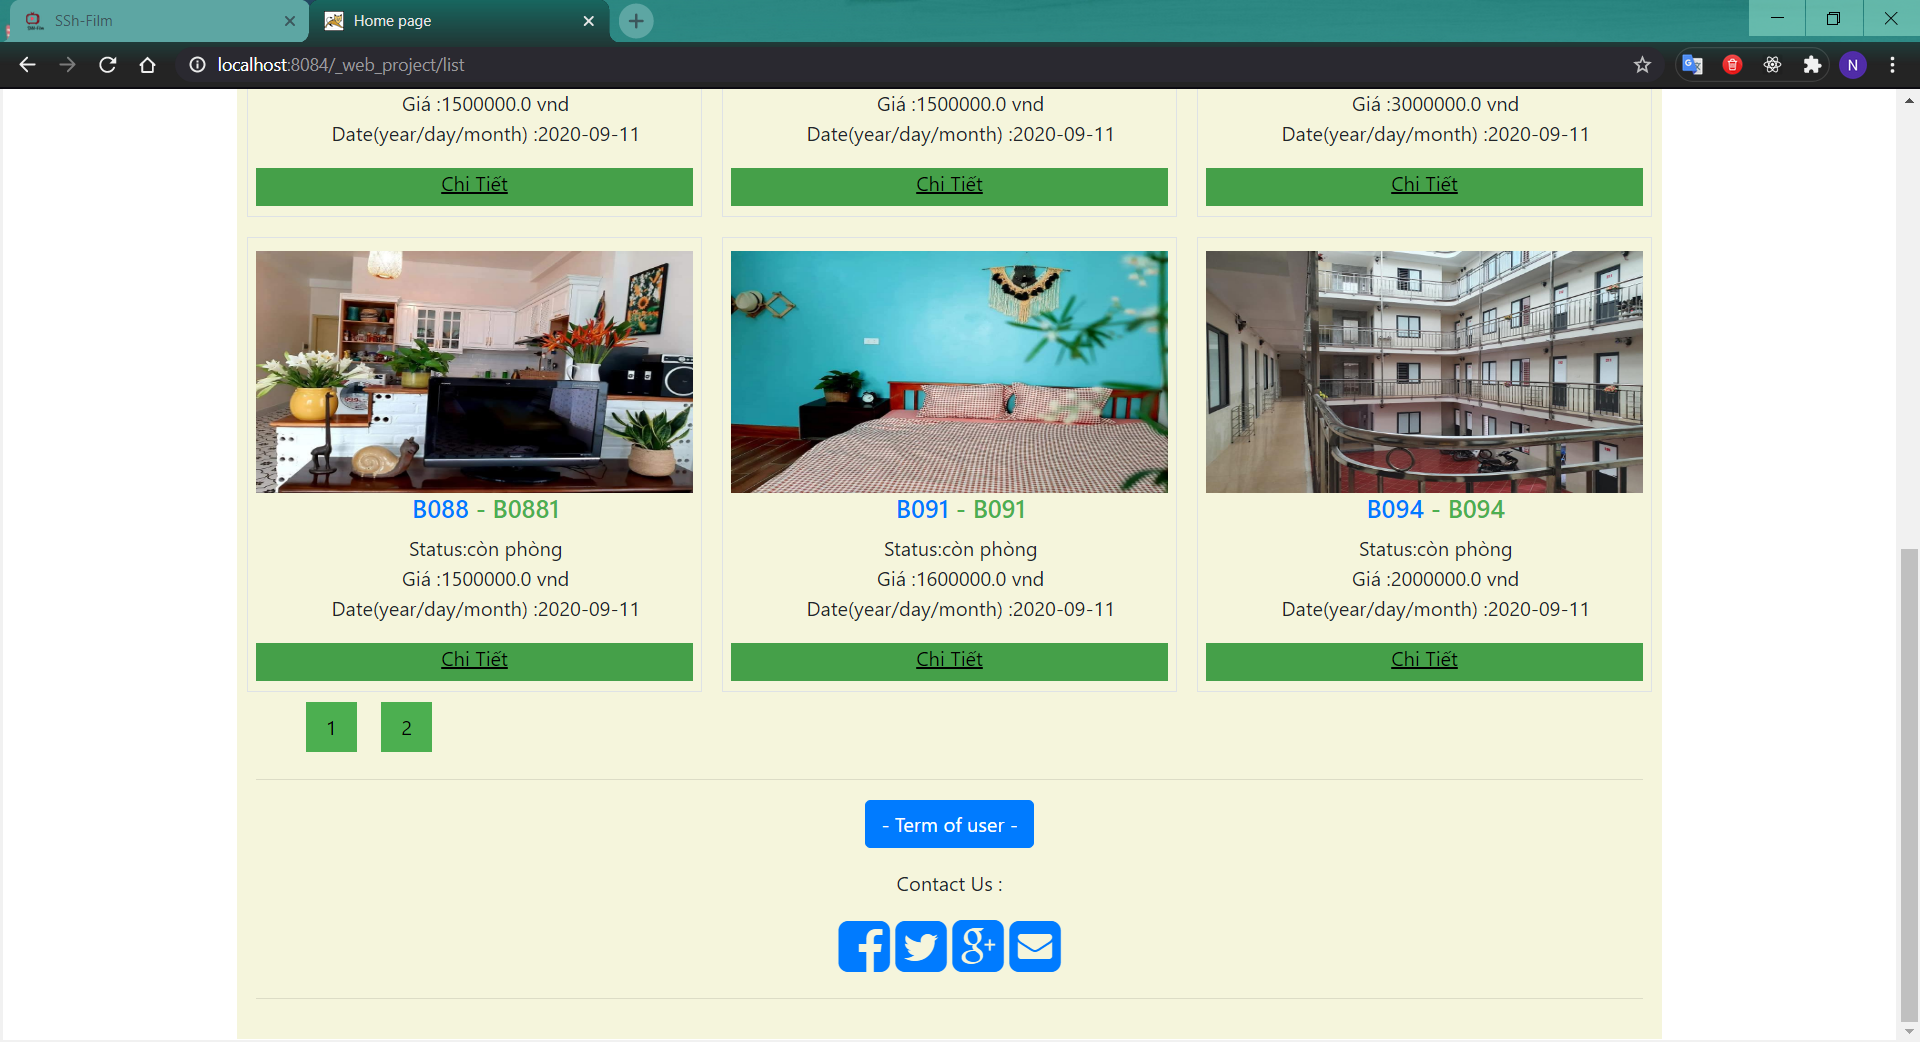 SSh-Film
Home page
localhost:8084/_web_project/list
N
Giá :1500000.0 vnd
Date(year/day/month) :2020-09-11
Chi Tiết
Giá :1500000.0 vnd
Date(year/day/month) :2020-09-11
Chi Tiết
Giá :3000000.0 vnd
Date(year/day/month) :2020-09-11
Chi Tiết
B088 - B0881
Status:còn phòng
Giá :1500000.0 vnd
Date(year/day/month) :2020-09-11
Chi Tiết
B091 - B091
Status:còn phòng
Giá :1600000.0 vnd
Date(year/day/month) :2020-09-11
Chi Tiết
B094 - B094
Status:còn phòng
Giá :2000000.0 vnd
Date(year/day/month) :2020-09-11
Chi Tiết
1 2
- Term of user -
Contact Us :